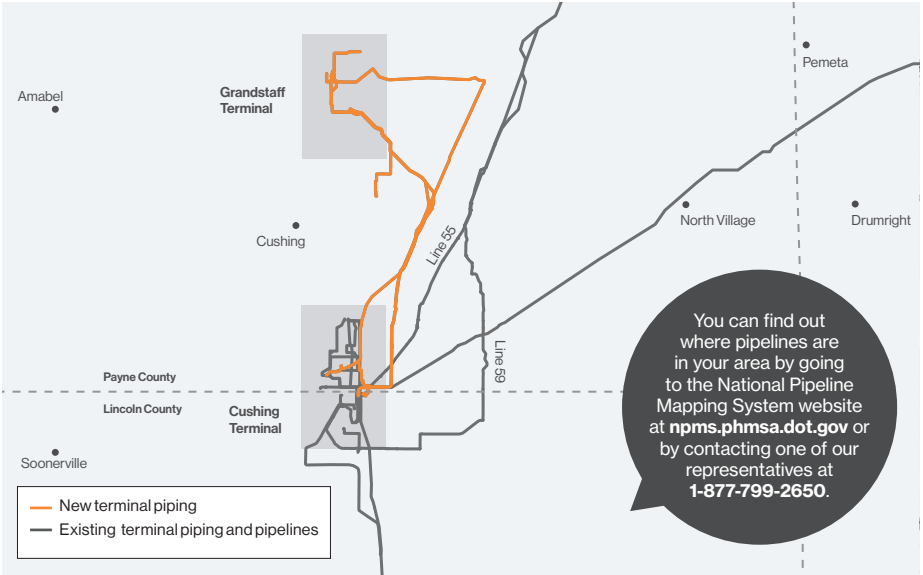 Pemeta
Amabel
Grandstaff
Terminal
North Village
Drumright
Cushing
Line 55
Line 59
Payne County
Lincoln County
Cushing
Terminal
Soonerville
New terminal piping
Existing terminal piping and pipelines
You can find out
where pipelines are
in your area by going
to the National Pipeline
Mapping System website
at npms.phmsa.dot.gov or
by contacting one of our
representatives at
1-877-799-2650.